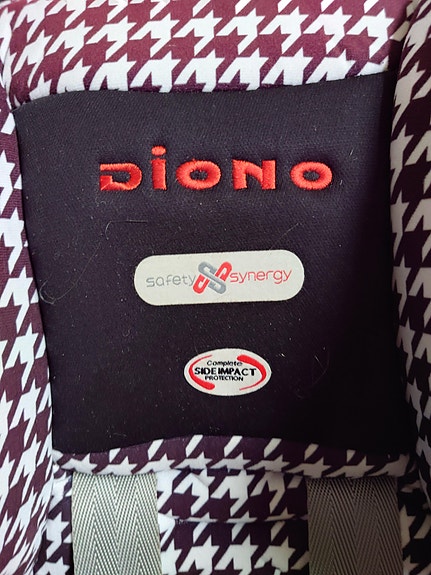 DiONO
safety synergy
Complete
SIDE IMPACT
PROTECTION